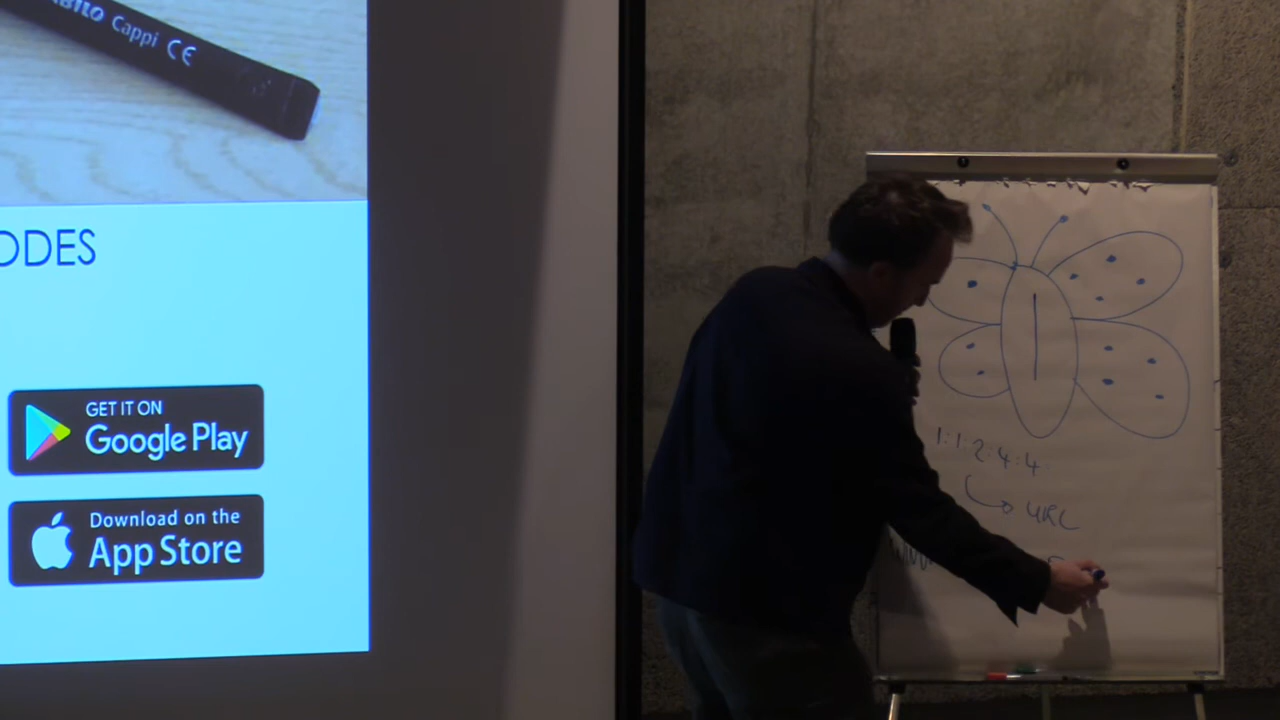 Cappi CE
ODES
GET IT ON
Google Play
Download on the
App Store
1:1:2:4:4
URL